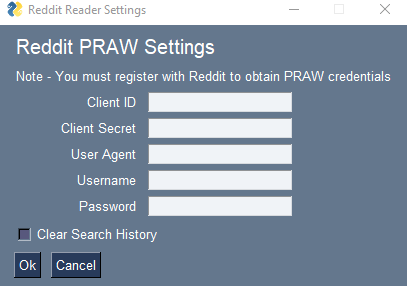 Reddit Reader Settings
Reddit PRAW Settings
Note - You must register with Reddit to obtain PRAW credentials
Client ID
Client Secret
User Agent
Username
Password
Clear Search History
Ok Cancel